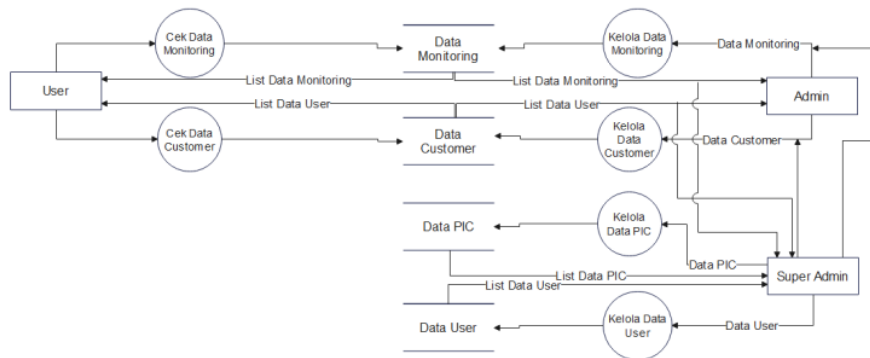 Cek Data
Monitoring
Data
Monitoring
Kelola Data
Monitoring
Data Monitoring
List Data Monitoring
List Data Monitoring
User
Admin
List Data User
List Data User
Cek Data
Customer
Data
Customer
Kelola
Data
Customer
Data Customer
Data PIC
Kelola
Data PIC
Data PIC
List Data PIC
Super Admin
List Data User
Data User
Kelola Data
User
Data User